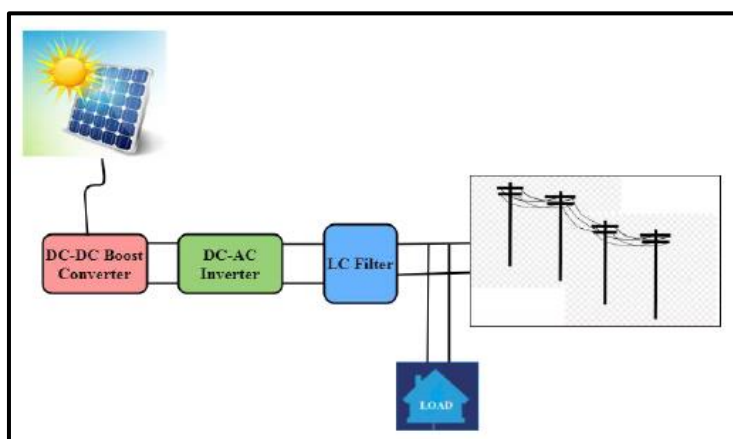 DC-DC Boost
Converter
DC-AC
Inverter
LC Filter
LOAD